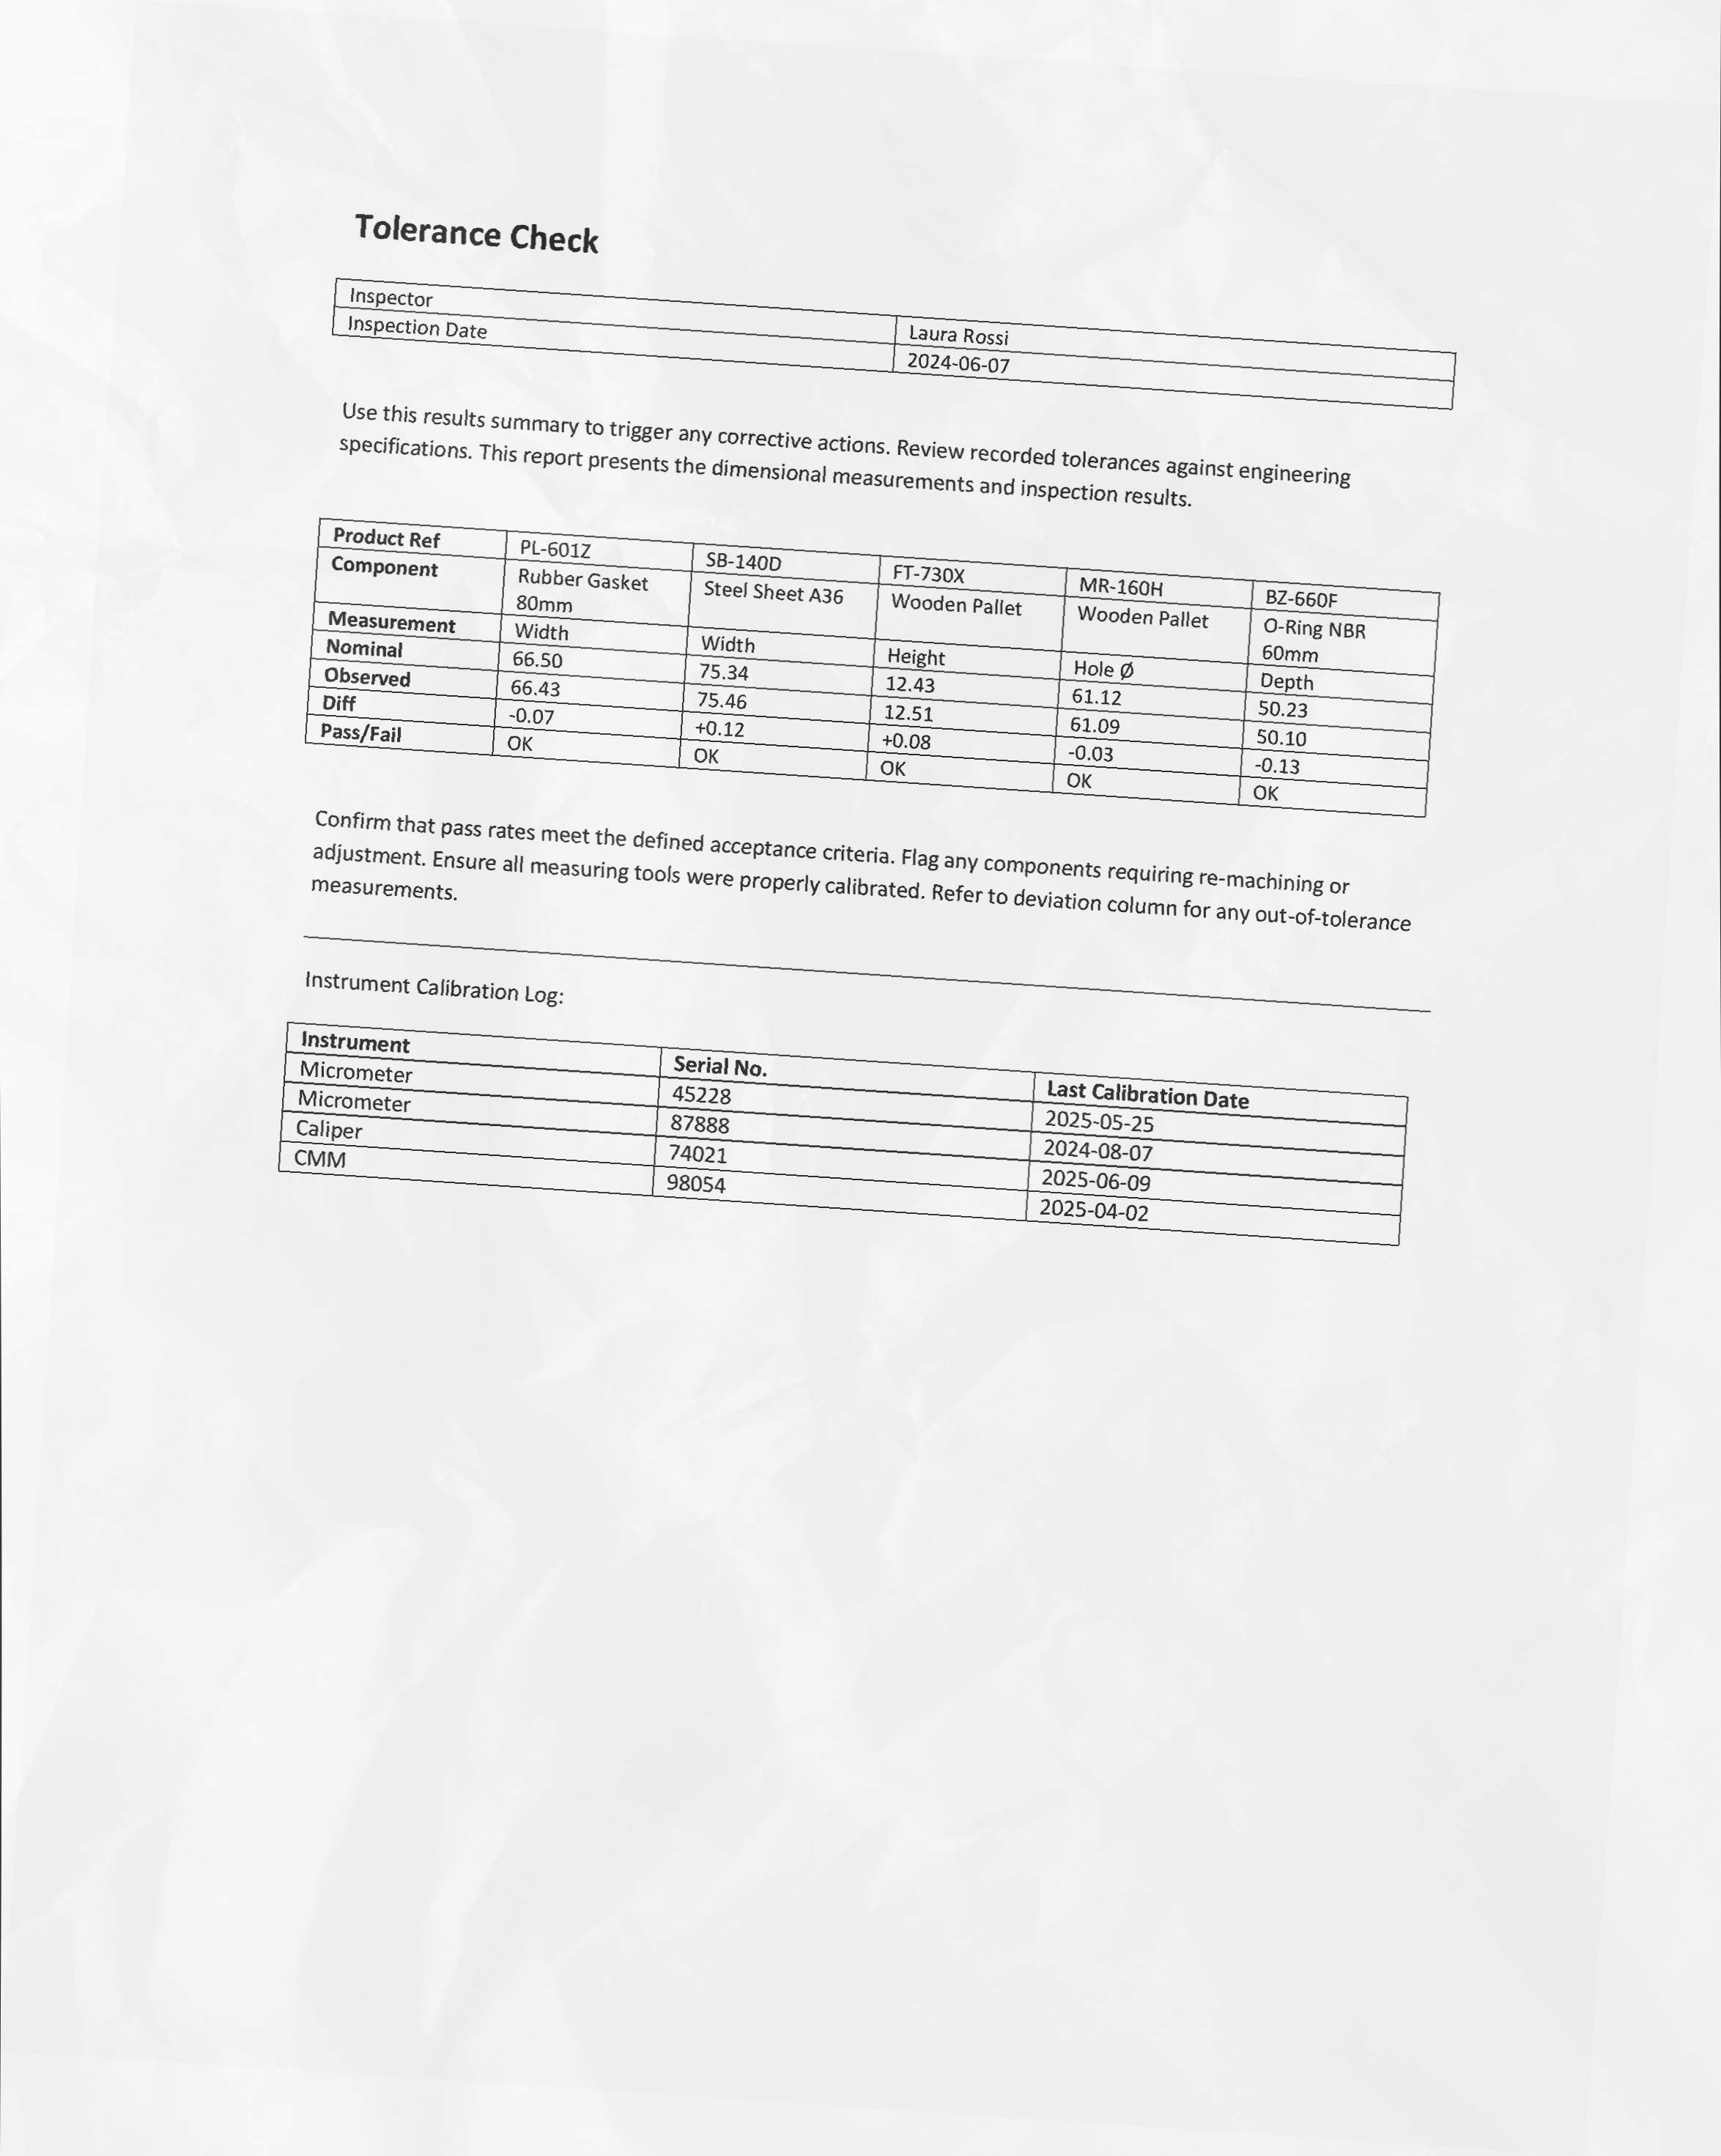 Tolerance Check
Inspector Laura Rossi
Inspection Date 2024-06-07
Use this results summary to trigger any corrective actions. Review recorded tolerances against engineering
specifications. This report presents the dimensional measurements and inspection results.
Product Ref PL-601Z SB-140D FT-730X MR-160H BZ-660F
Component Rubber Gasket 80mm Steel Sheet A36 Wooden Pallet Wooden Pallet O-Ring NBR 60mm
Measurement Width Width Height Hole Ø Depth
Nominal 66.50 75.34 12.43 61.12 50.23
Observed 66.43 75.46 12.51 61.09 50.10
Diff -0.07 +0.12 +0.08 -0.03 -0.13
Pass/Fail OK OK OK OK OK
Confirm that pass rates meet the defined acceptance criteria. Flag any components requiring re-machining or
adjustment. Ensure all measuring tools were properly calibrated. Refer to deviation column for any out-of-tolerance
measurements.
Instrument Calibration Log:
Instrument Serial No. Last Calibration Date
Micrometer 45228 2025-05-25
Micrometer 87888 2024-08-07
Caliper 74021 2025-06-09
CMM 98054 2025-04-02